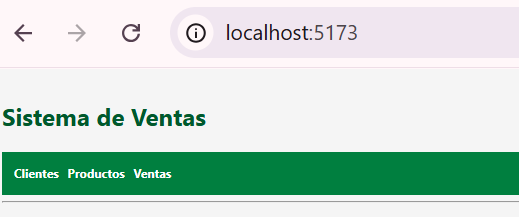 localhost:5173
Sistema de Ventas
Clientes Productos Ventas